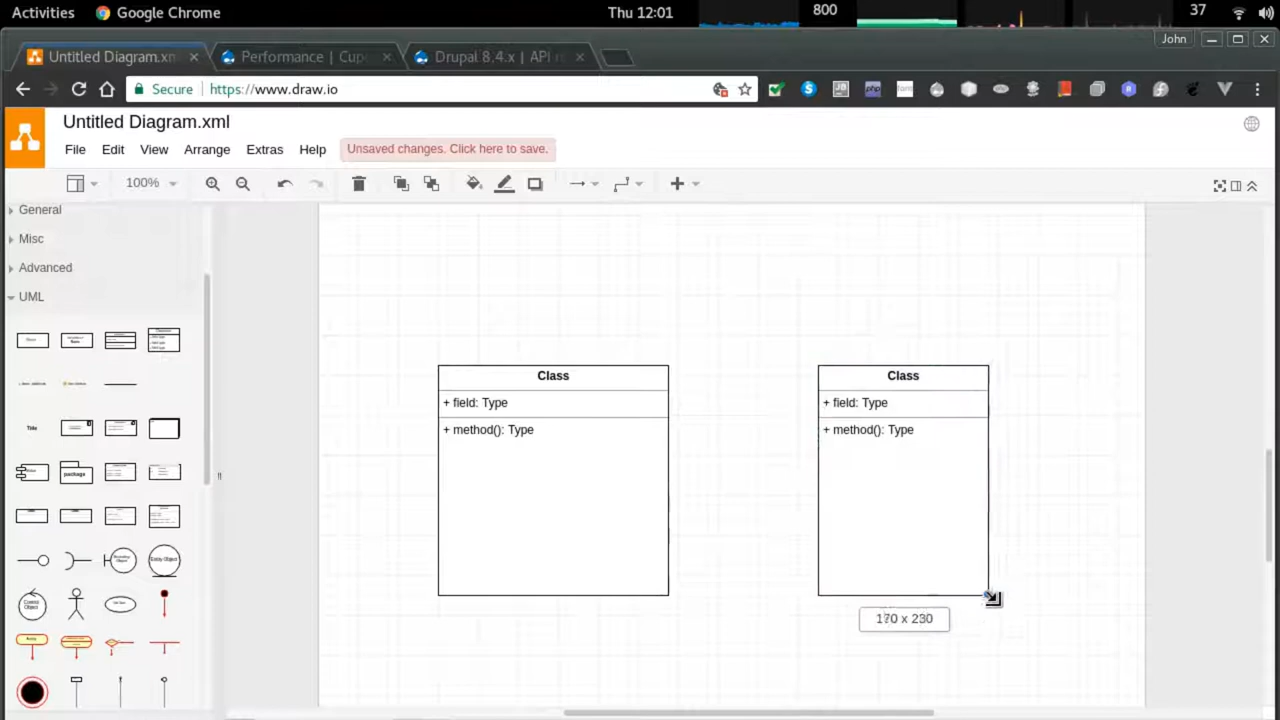 Activities Google Chrome Thu 12:01 800 37
John
Untitled Diagram.xm Performance | Cup Drupal 8.4.x | API r
Secure https://www.draw.io
Untitled Diagram.xml
File Edit View Arrange Extras Help Unsaved changes. Click here to save.
100%
General
Misc
Advanced
UML
Class Class
+ field: Type + field: Type
+ method(): Type + method(): Type
Title
package
170 x 230